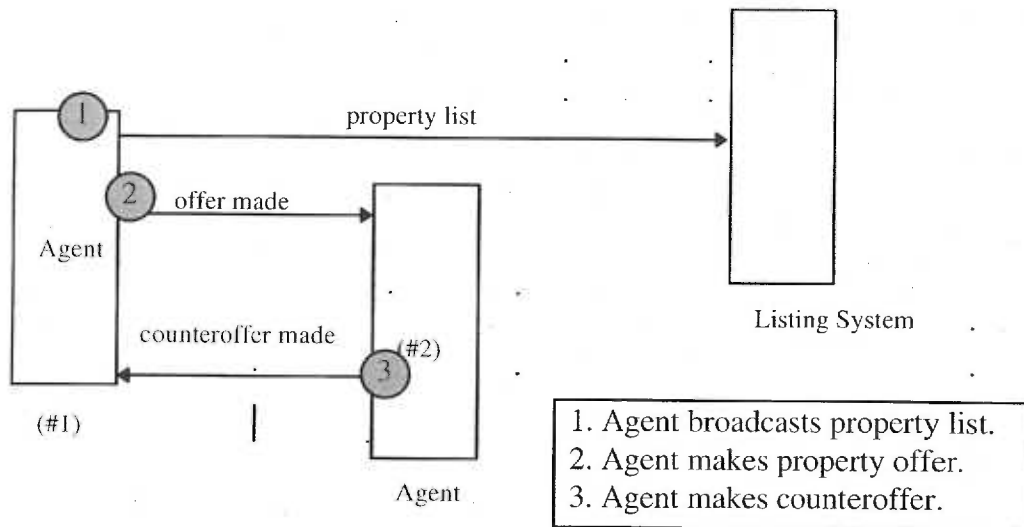 1
property list
2
offer made
Agent
Listing System
counteroffer made
(#2)
3
(#1)
Agent
1. Agent broadcasts property list.
2. Agent makes property offer.
3. Agent makes counteroffer.